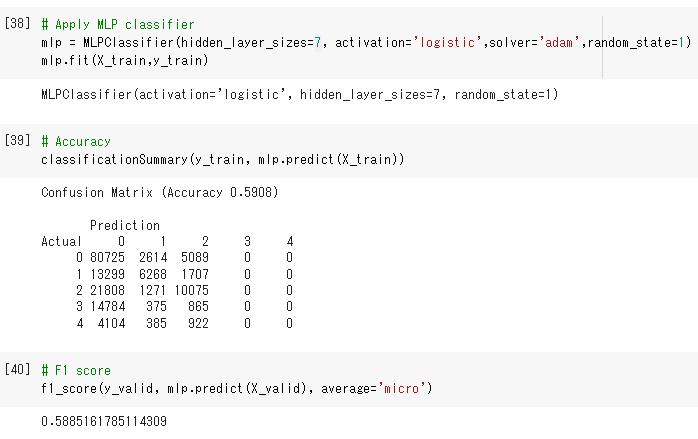 [38] # Apply MLP classifier
mlp = MLPClassifier(hidden_layer_sizes=7, activation='logistic',solver='adam',random_state=1)
mlp.fit(X_train,y_train)
MLPClassifier(activation='logistic', hidden_layer_sizes=7, random_state=1)
[39] # Accuracy
classificationSummary(y_train, mlp.predict(X_train))
Confusion Matrix (Accuracy 0.5908)
Prediction
Actual 0 1 2 3 4
0 80725 2614 5089 0 0
1 13299 6268 1707 0 0
2 21808 1271 10075 0 0
3 14784 375 865 0 0
4 4104 385 922 0 0
[40] # F1 score
f1_score(y_valid, mlp.predict(X_valid), average='micro')
0.5885161785114309